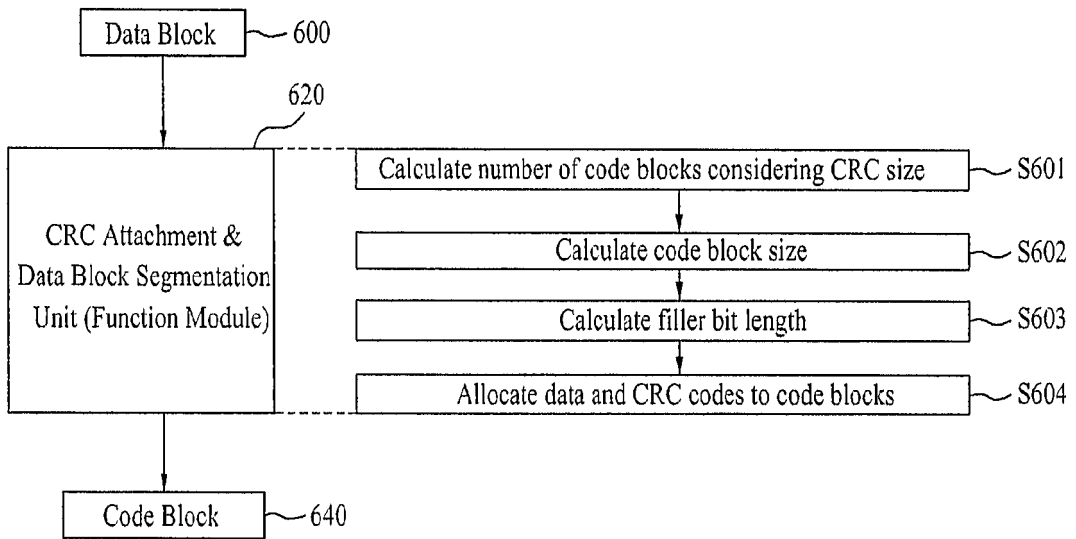 Data Block
600
620
CRC Attachment &
Data Block Segmentation
Unit (Function Module)
Calculate number of code blocks considering CRC size
S601
Calculate code block size
S602
Calculate filler bit length
S603
Allocate data and CRC codes to code blocks
S604
Code Block
640